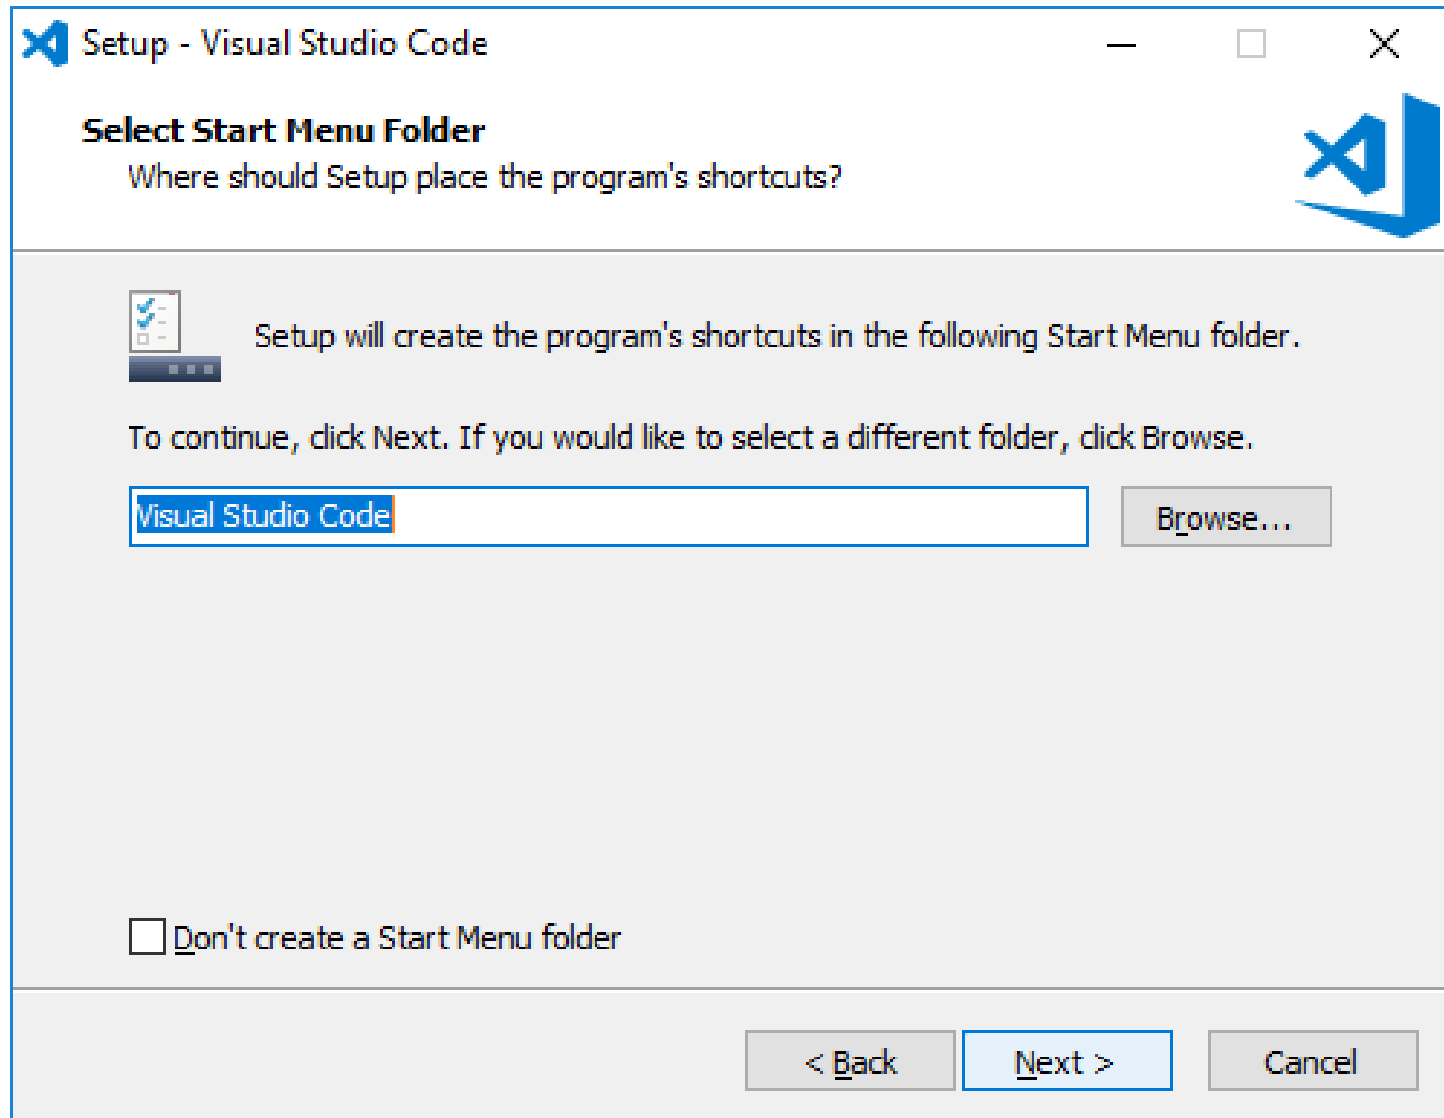 Setup - Visual Studio Code
Select Start Menu Folder
Where should Setup place the program's shortcuts?
Setup will create the program's shortcuts in the following Start Menu folder.
To continue, click Next. If you would like to select a different folder, click Browse.
Visual Studio Code
Browse...
Don't create a Start Menu folder
< Back
Next >
Cancel